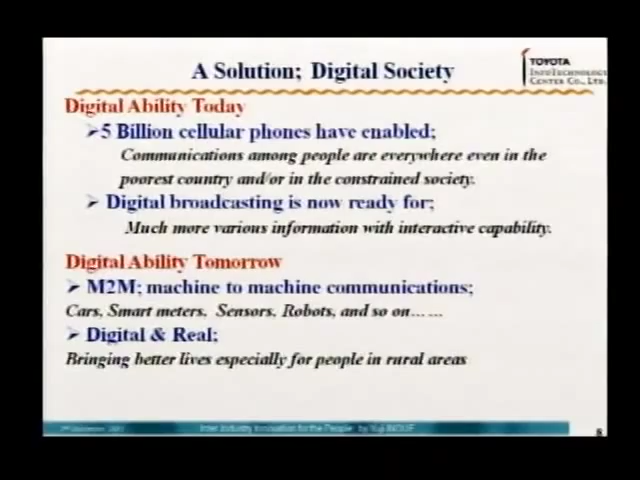 A Solution; Digital Society
TOYOTA
INFOTECHNOLOGY
CENTER CO., LTD.
Digital Ability Today
➢5 Billion cellular phones have enabled;
Communications among people are everywhere even in the
poorest country and/or in the constrained society.
➢ Digital broadcasting is now ready for;
Much more various information with interactive capability.
Digital Ability Tomorrow
➢ M2M; machine to machine communications;
Cars, Smart meters, Sensors, Robots, and so on… …
➢ Digital & Real;
Bringing better lives especially for people in rural areas
Inter Industry Innovation for the People by Yuji INOUE
8